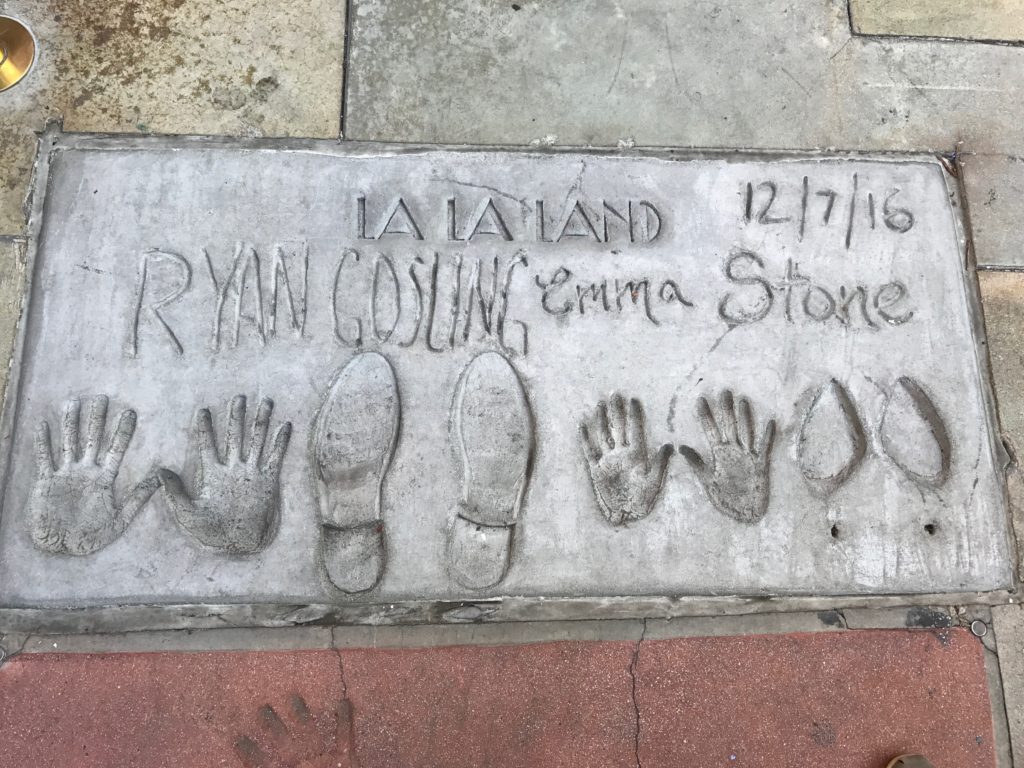 LA LA LAND 12/7/16
RYAN GOSLING Emma Stone